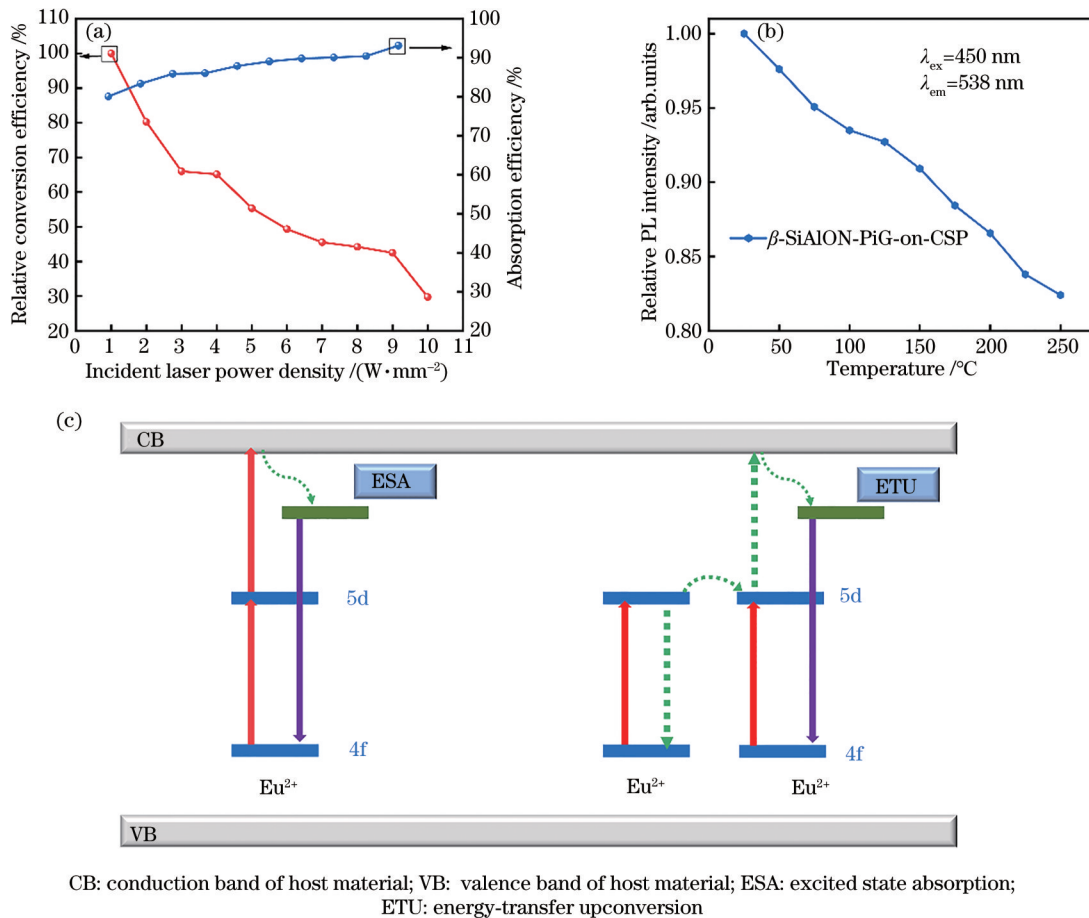 (a)
Relative conversion efficiency/%
110
100
90
80
70
60
50
40
30
20
100
90
80
70
60
50
40
30
20
Absorption efficiency/%
0 1 2 3 4 5 6 7 8 9 10 11
Incident laser power density /(W·mm⁻²)
(b)
Relative PL intensity /arb.units
1.00
0.95
0.90
0.85
0.80
λex=450 nm
λem=538 nm
β-SiAlON-PiG-on-CSP
0 50 100 150 200 250
Temperature /°C
(c)
CB
ESA
ETU
5d
5d
4f
4f
Eu²⁺
Eu²⁺
Eu²⁺
VB
CB: conduction band of host material; VB: valence band of host material; ESA: excited state absorption;
ETU: energy-transfer upconversion